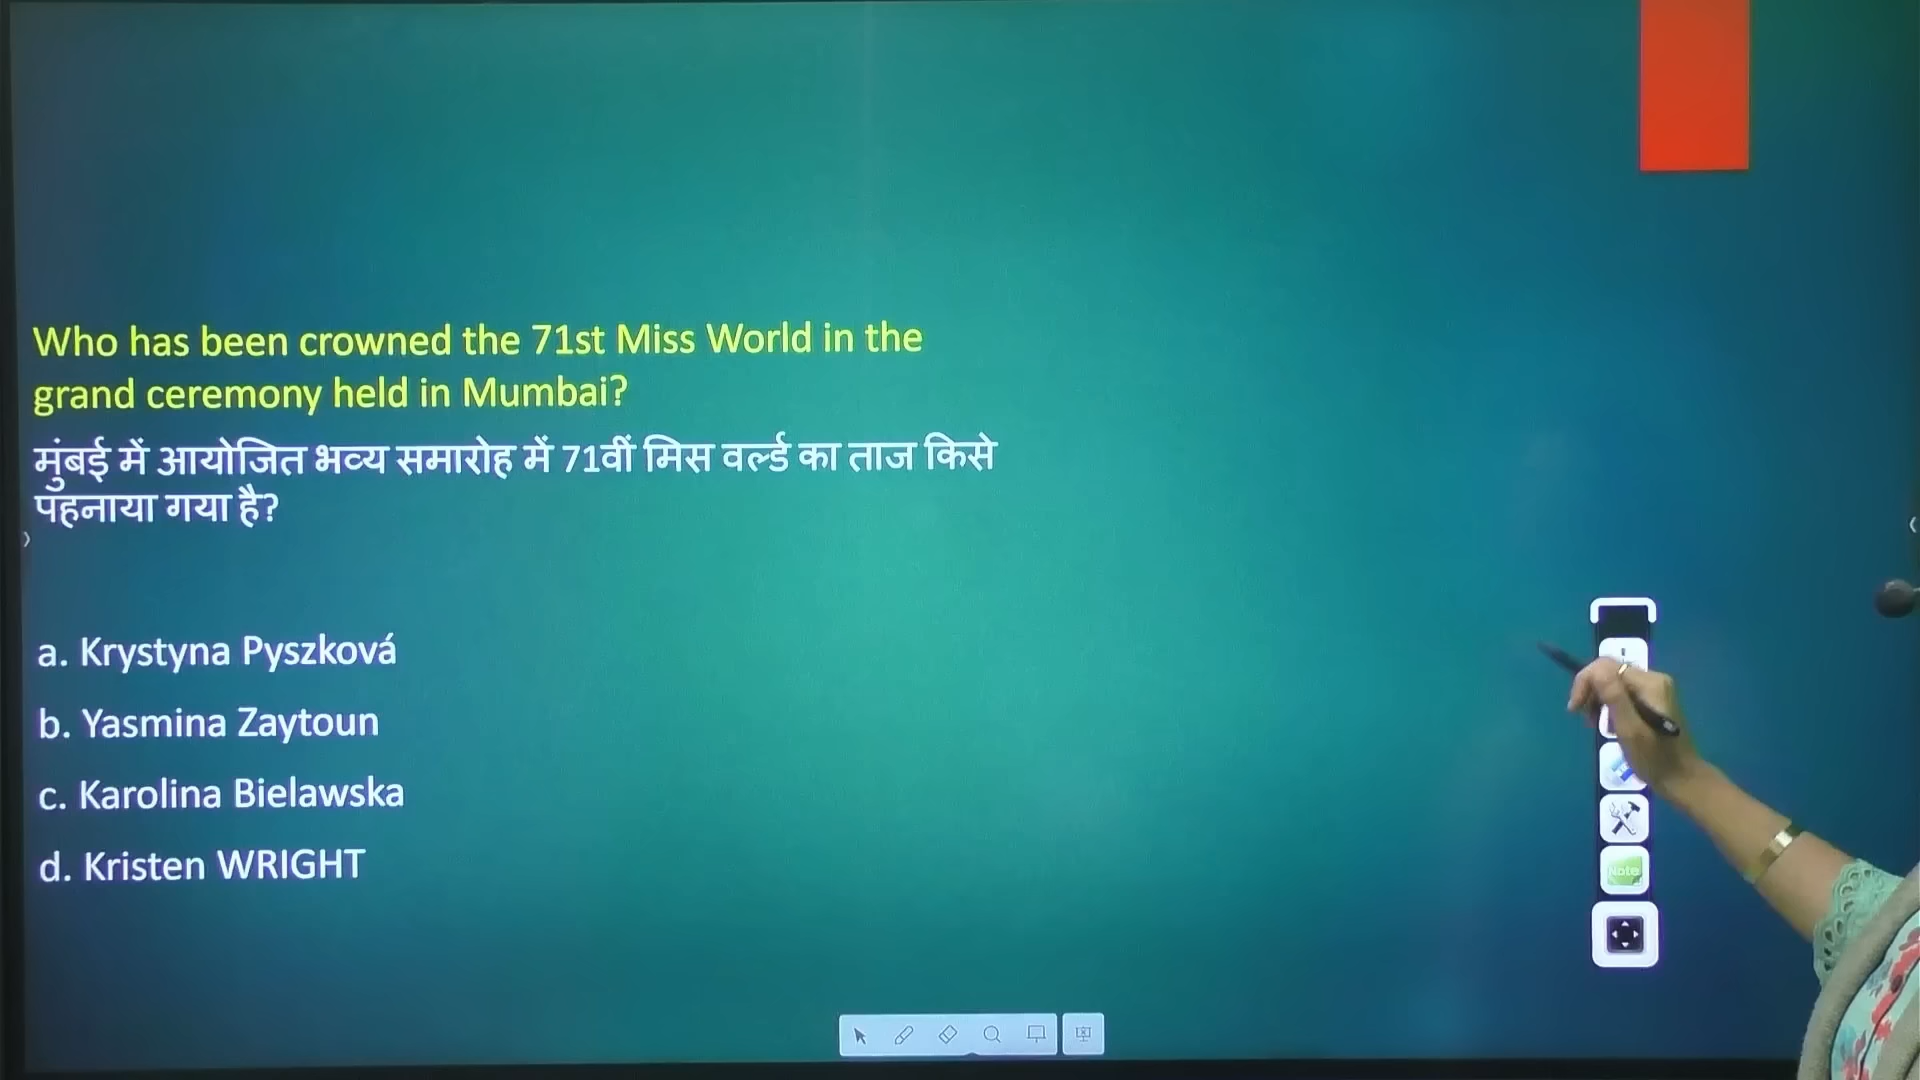 Who has been crowned the 71st Miss World in the
grand ceremony held in Mumbai?
मुंबई में आयोजित भव्य समारोह में 71वीं मिस वर्ल्ड का ताज किसे
पहनाया गया है?
a. Krystyna Pyszková
b. Yasmina Zaytoun
c. Karolina Bielawska
d. Kristen WRIGHT
Note